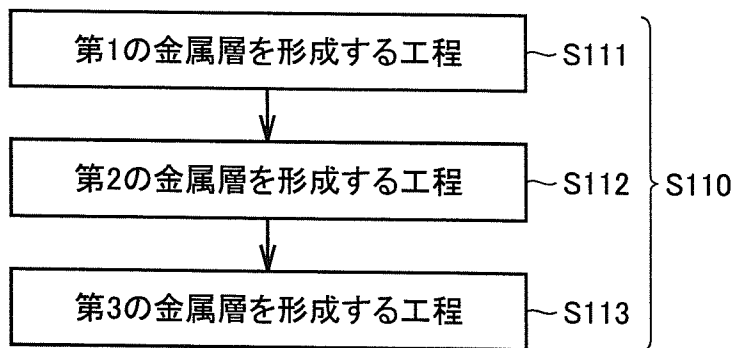 第1の金属層を形成する工程 S111
第2の金属層を形成する工程 S112
S110
第3の金属層を形成する工程 S113